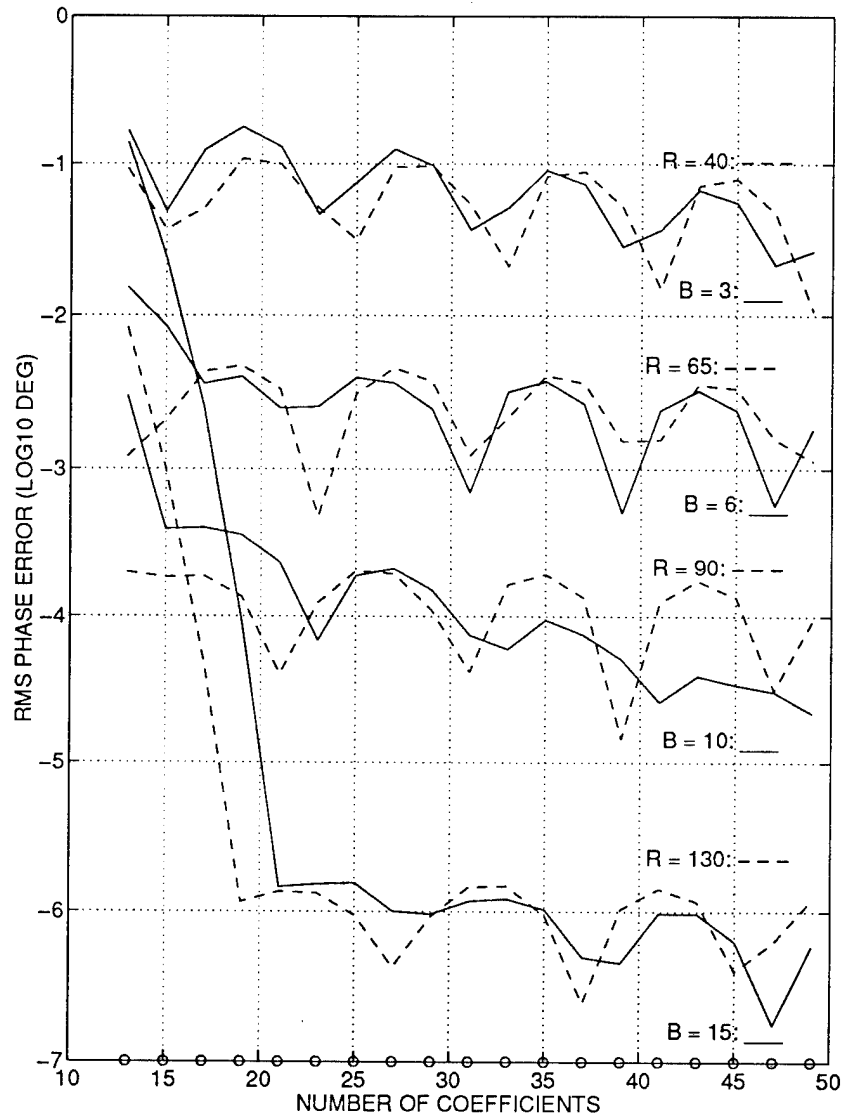 0
−1
−2
−3
−4
−5
−6
−7
RMS PHASE ERROR (LOG10 DEG)
R = 40:
B = 3:
R = 65:
B = 6:
R = 90:
B = 10:
R = 130:
B = 15:
10 15 20 25 30 35 40 45 50
NUMBER OF COEFFICIENTS